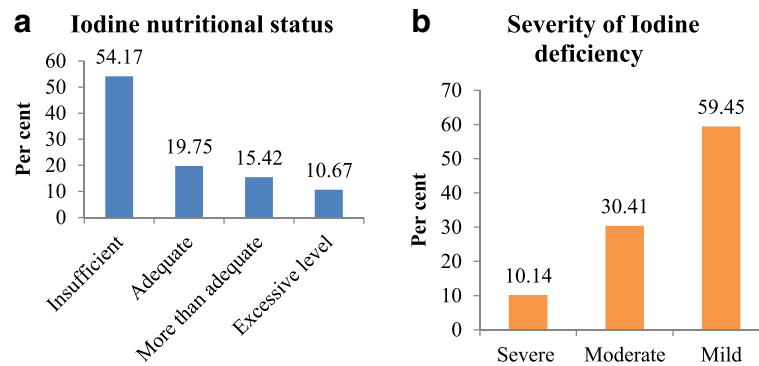 a
Iodine nutritional status
Per cent
60
50
40
30
20
10
0
54.17
19.75
15.42
10.67
Insufficient
Adequate
More than adequate
Excessive level
b
Severity of Iodine
deficiency
Per cent
70
60
50
40
30
20
10
0
10.14
30.41
59.45
Severe
Moderate
Mild